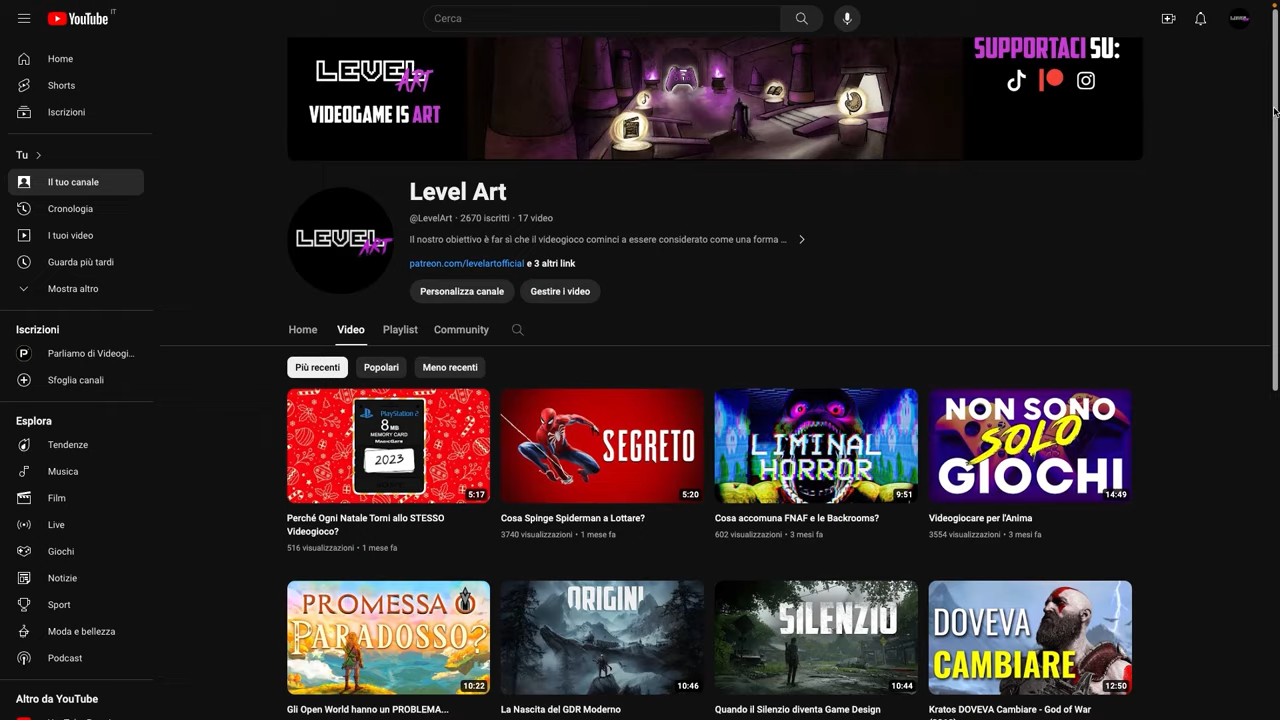 YouTube IT
Cerca
Home
Shorts
Iscrizioni
Tu
Il tuo canale
Cronologia
I tuoi video
Guarda più tardi
Mostra altro
Iscrizioni
P
Parliamo di Videogi...
Sfoglia canali
Esplora
Tendenze
Musica
Film
Live
Giochi
Notizie
Sport
Moda e bellezza
Podcast
Altro da YouTube
LEVEL ART
VIDEOGAME IS ART
SUPPORTACI SU:
LEVEL ART
Level Art
@LevelArt · 2670 iscritti · 17 video
Il nostro obiettivo è far sì che il videogioco cominci a essere considerato come una forma ...
patreon.com/levelartofficial e 3 altri link
Personalizza canale
Gestire i video
Home
Video
Playlist
Community
Più recenti
Popolari
Meno recenti
PlayStation 2
8 MB
MEMORY CARD
MAGICGATE
2023
5:17
SEGRETO
5:20
LIMINAL
HORROR
9:51
NON SONO
SOLO
GIOCHI
14:49
Perché Ogni Natale Torni allo STESSO
Videogioco?
516 visualizzazioni • 1 mese fa
Cosa Spinge Spiderman a Lottare?
3740 visualizzazioni • 1 mese fa
Cosa accomuna FNAF e le Backrooms?
602 visualizzazioni • 3 mesi fa
Videogiocare per l'Anima
3554 visualizzazioni • 3 mesi fa
PROMESSA O
PARADOSSO?
10:22
ORIGINI
10:46
SILENZIO
10:44
DOVEVA
CAMBIARE
12:50
Gli Open World hanno un PROBLEMA...
La Nascita del GDR Moderno
Quando il Silenzio diventa Game Design
Kratos DOVEVA Cambiare - God of War